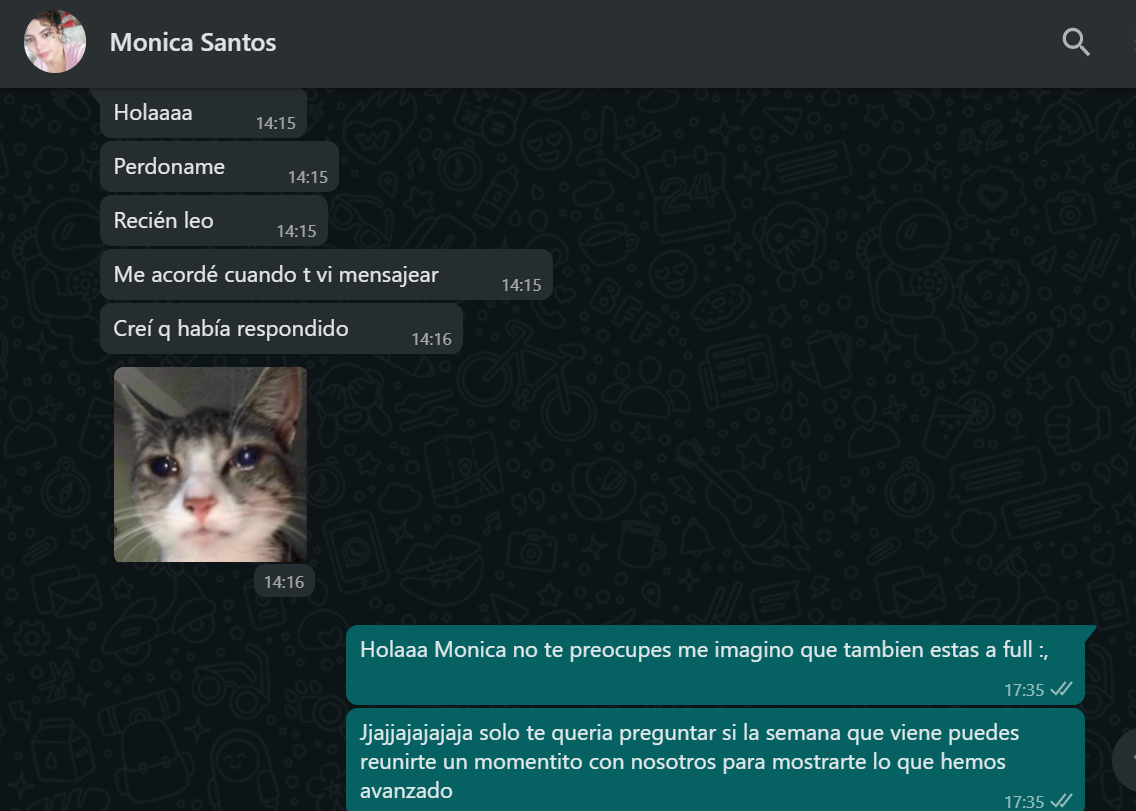 Monica Santos
Holaaaa
14:15
Perdoname
14:15
Recién leo
14:15
Me acordé cuando t vi mensajear
14:15
Creí q había respondido
14:16
14:16
Holaaa Monica no te preocupes me imagino que tambien estas a full :,
17:35
Jjajjajajajaja solo te queria preguntar si la semana que viene puedes
reunirte un momentito con nosotros para mostrarte lo que hemos
avanzado
17:35